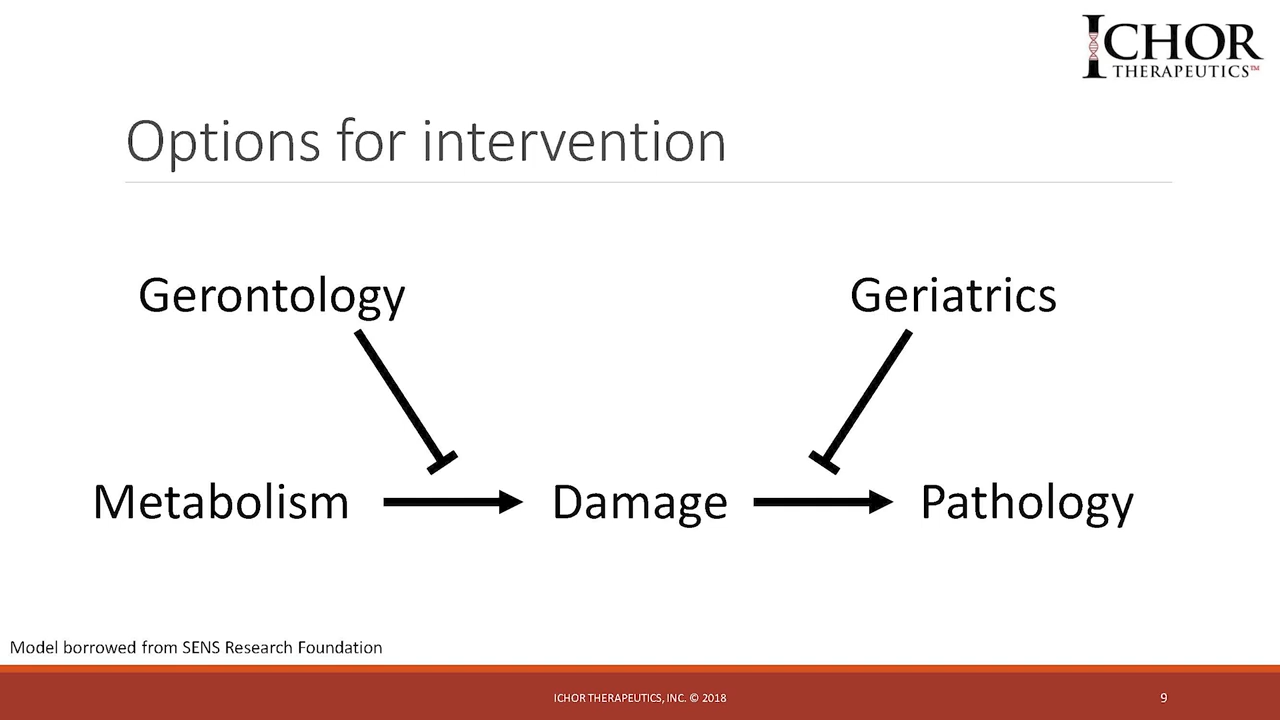 ICHOR
THERAPEUTICS™
Options for intervention
Gerontology
Geriatrics
Metabolism
Damage
Pathology
Model borrowed from SENS Research Foundation
ICHOR THERAPEUTICS, INC. © 2018
9